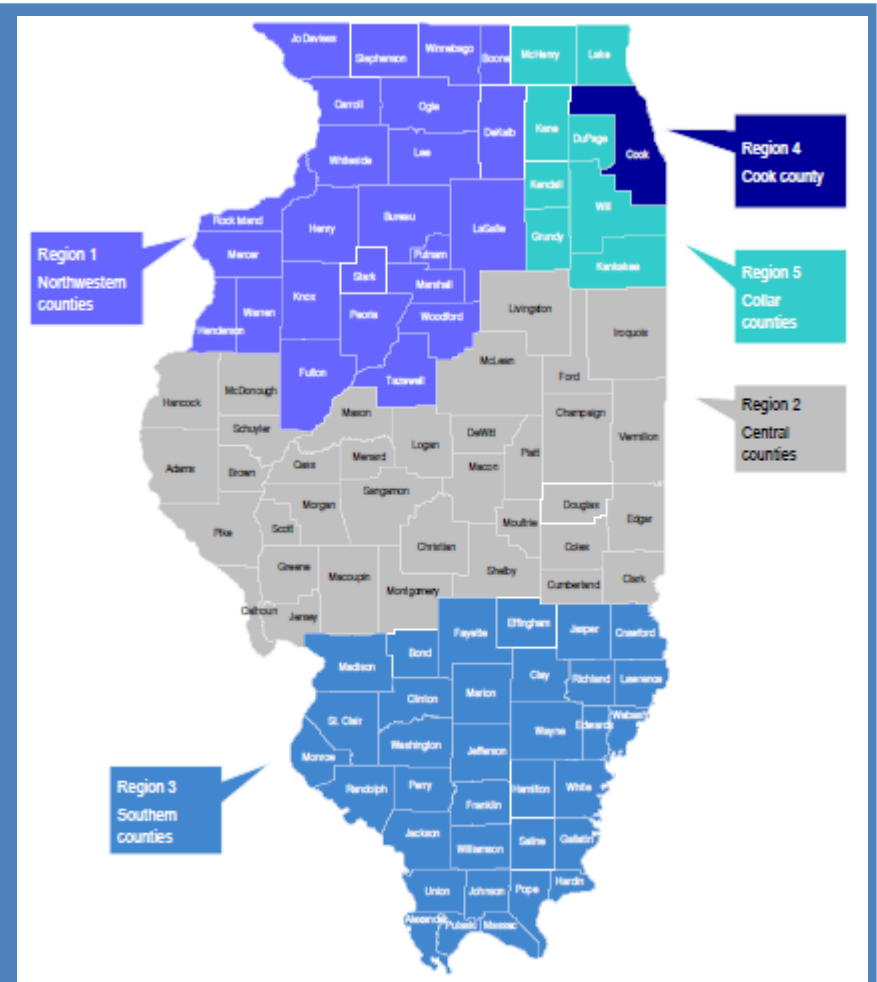 Jo Daviess
Stephenson
Winnebago
Boone
McHenry
Lake
Carroll
Ogle
DeKalb
Kane
DuPage
Cook
Region 4
Cook county
Whiteside
Lee
Kendall
Will
Rock Island
Henry
Bureau
LaSalle
Grundy
Region 1
Northwestern
counties
Mercer
Putnam
Kankakee
Region 5
Collar
counties
Stark
Marshall
Knox
Peoria
Woodford
Livingston
Warren
Henderson
Iroquois
McLean
Fulton
Tazewell
Ford
Hancock
McDonough
Mason
Champaign
Region 2
Central
counties
Schuyler
Logan
DeWitt
Vermilion
Adams
Brown
Cass
Menard
Macon
Piatt
Sangamon
Morgan
Douglas
Pike
Scott
Moultrie
Edgar
Christian
Coles
Greene
Macoupin
Shelby
Clark
Montgomery
Cumberland
Calhoun
Jersey
Fayette
Effingham
Jasper
Crawford
Madison
Bond
Clay
Richland
Lawrence
Clinton
Marion
St. Clair
Wayne
Edwards
Wabash
Washington
Jefferson
Monroe
Region 3
Southern
counties
Randolph
Perry
Hamilton
White
Franklin
Jackson
Williamson
Saline
Gallatin
Union
Johnson
Pope
Hardin
Alexander
Pulaski
Massac